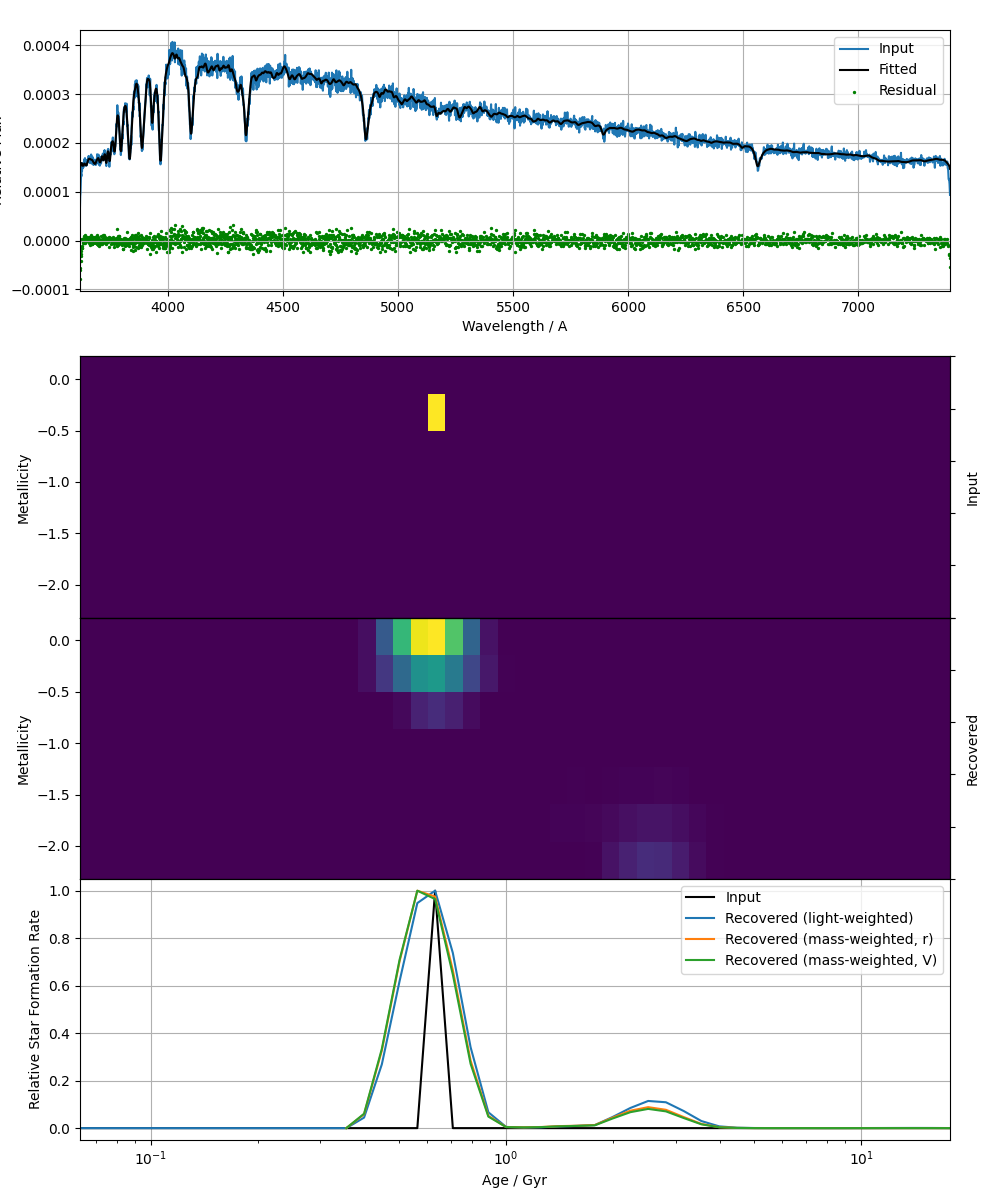 0.0004
0.0003
0.0002
0.0001
0.0000
−0.0001
Input
Fitted
Residual
4000 4500 5000 5500 6000 6500 7000
Wavelength / A
0.0
−0.5
−1.0
−1.5
−2.0
Metallicity
Input
0.0
−0.5
−1.0
−1.5
−2.0
Metallicity
Recovered
1.0
0.8
0.6
0.4
0.2
0.0
Relative Star Formation Rate
Input
Recovered (light-weighted)
Recovered (mass-weighted, r)
Recovered (mass-weighted, V)
10⁻¹ 10⁰ 10¹
Age / Gyr